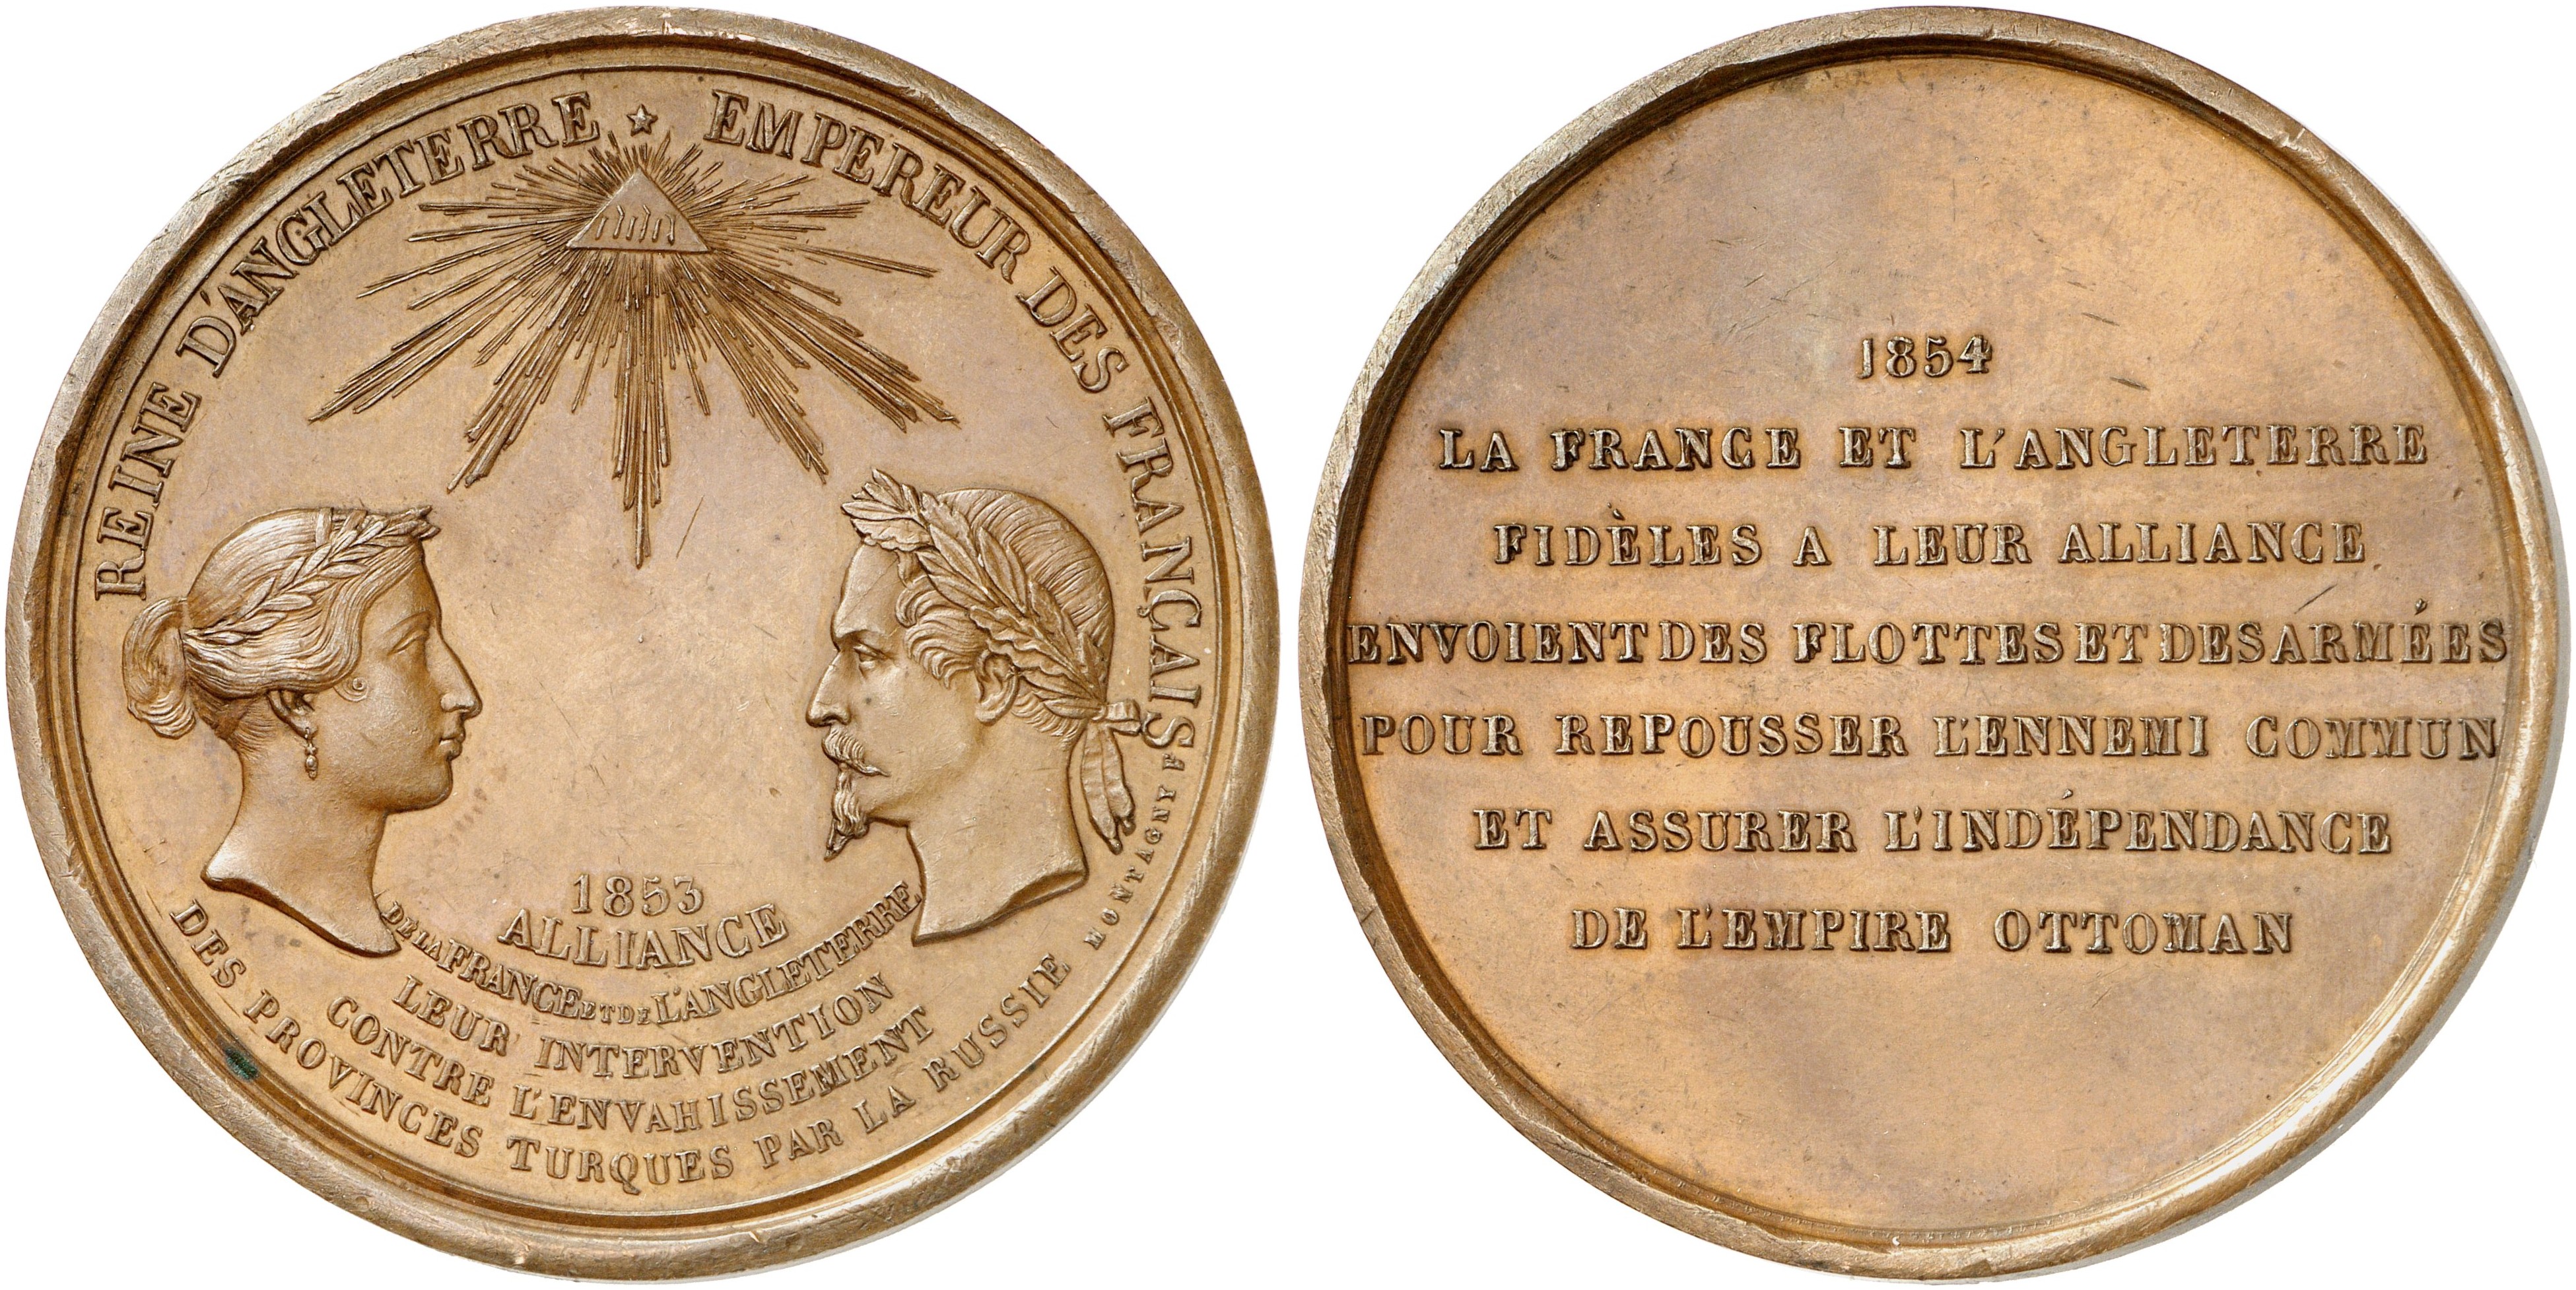 REINE D'ANGLETERRE ★ EMPEREUR DES FRANÇAIS
1853
ALLIANCE
DE LA FRANCE ET DE L'ANGLETERRE
LEUR INTERVENTION
CONTRE L'ENVAHISSEMENT
DES PROVINCES TURQUES PAR LA RUSSIE
MONTAGNY F
1854
LA FRANCE ET L'ANGLETERRE
FIDÈLES A LEUR ALLIANCE
ENVOIENT DES FLOTTES ET DES ARMÉES
POUR REPOUSSER L'ENNEMI COMMUN
ET ASSURER L'INDÉPENDANCE
DE L'EMPIRE OTTOMAN